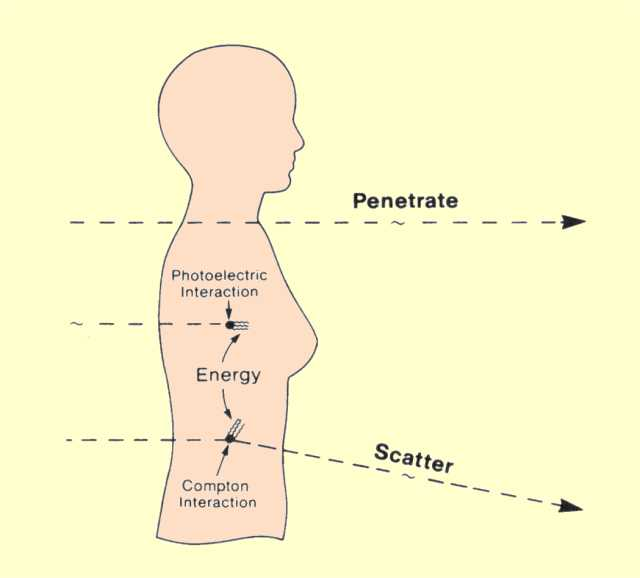 Penetrate
Photoelectric
Interaction
Energy
Scatter
Compton
Interaction